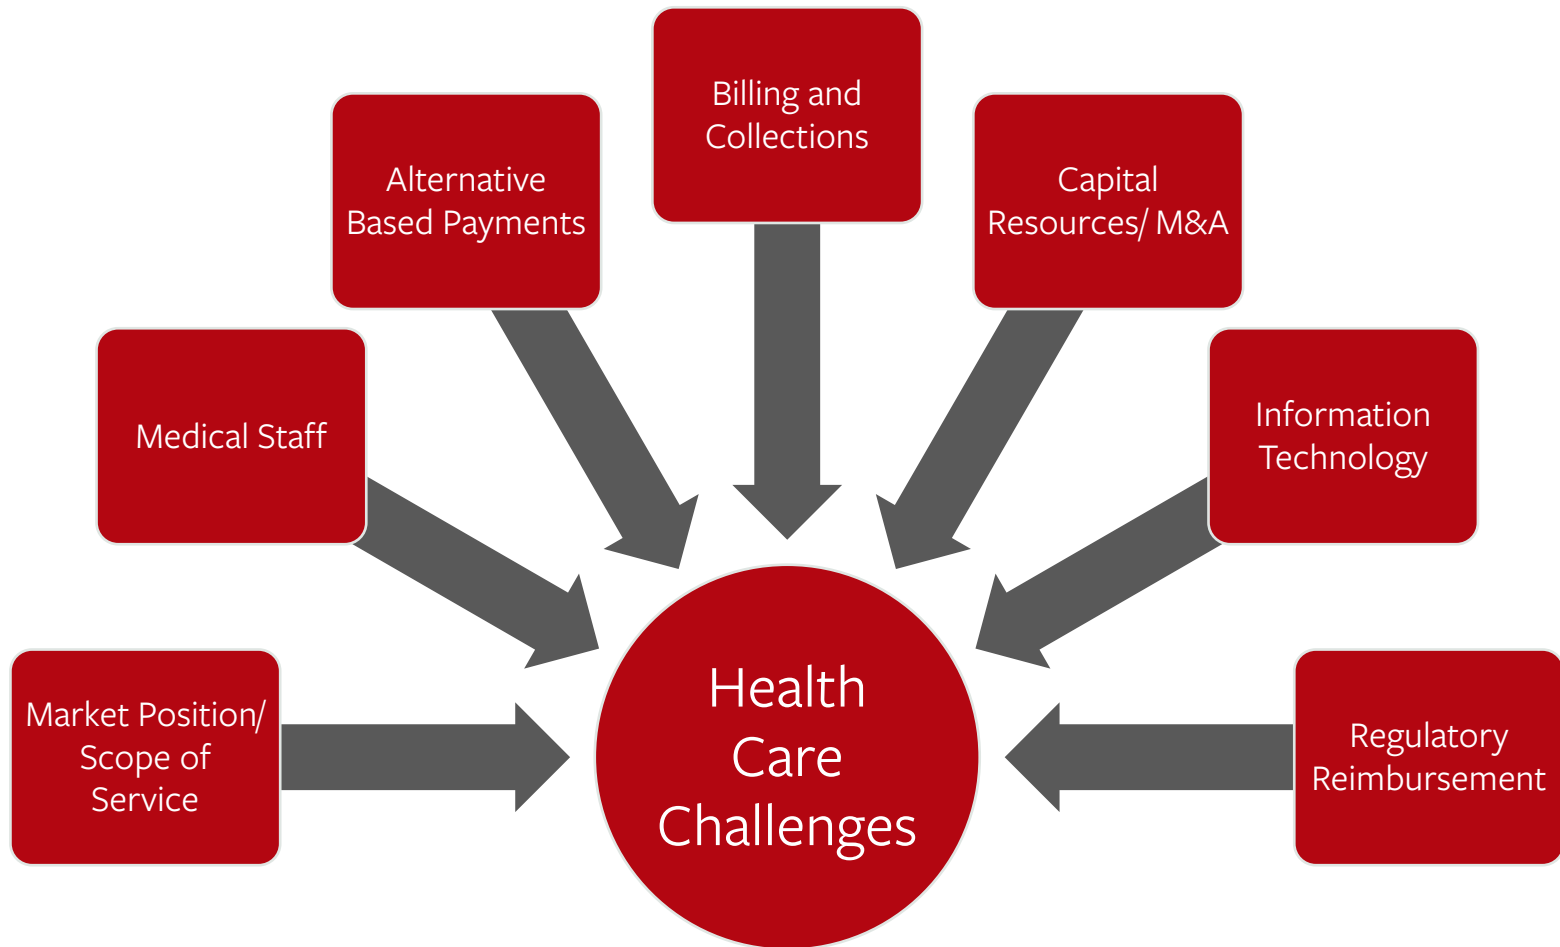 Billing and
Collections
Alternative
Based Payments
Capital
Resources/ M&A
Medical Staff
Information
Technology
Market Position/
Scope of
Service
Health
Care
Challenges
Regulatory
Reimbursement